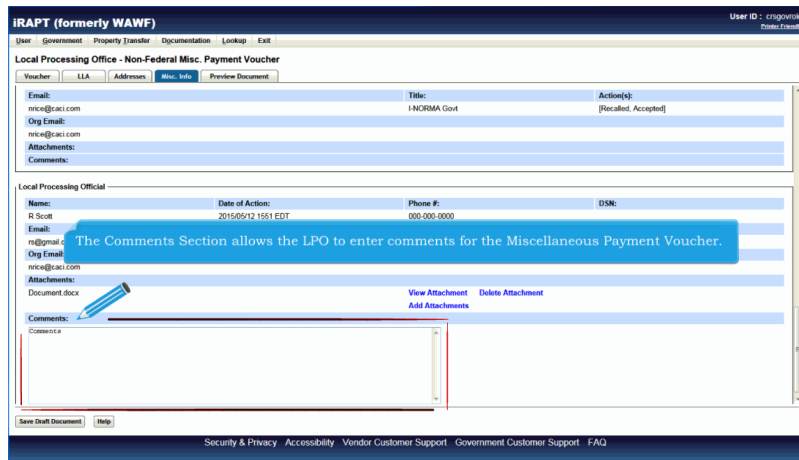 User ID : crsgovrol
iRAPT (formerly WAWF)
Printer Friendl
User Government Property Transfer Documentation Lookup Exit
Local Processing Office - Non-Federal Misc. Payment Voucher
Voucher LLA Addresses Misc. Info Preview Document
Email: Title: Action(s):
nrice@caci.com I-NORMA Govt [Recalled, Accepted]
Org Email:
nrice@caci.com
Attachments:
Comments:
Local Processing Official
Name: Date of Action: Phone #: DSN:
R Scott 2015/05/12 1551 EDT 000-000-0000
Email:
rs@gmail.c
The Comments Section allows the LPO to enter comments for the Miscellaneous Payment Voucher.
Org Email:
nrice@caci.com
Attachments:
Document.docx View Attachment Delete Attachment
Add Attachments
Comments:
Comments
Save Draft Document Help
Security & Privacy Accessibility Vendor Customer Support Government Customer Support FAQ